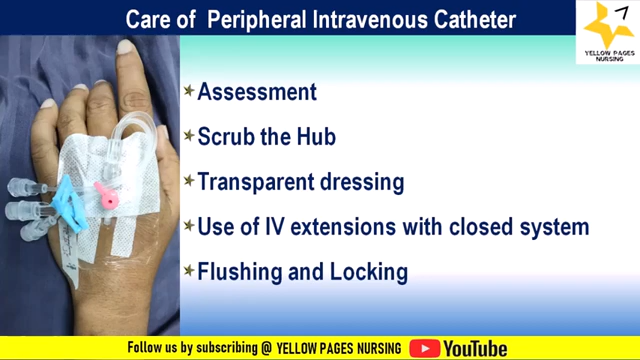 Care of Peripheral Intravenous Catheter
YELLOW PAGES
NURSING
Assessment
Scrub the Hub
Transparent dressing
Use of IV extensions with closed system
Flushing and Locking
Follow us by subscribing @ YELLOW PAGES NURSING YouTube